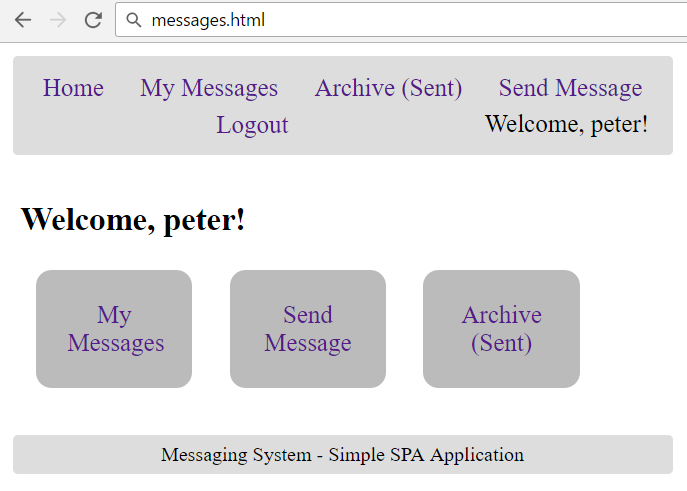 messages.html
Home My Messages Archive (Sent) Send Message
Logout Welcome, peter!
Welcome, peter!
My Messages
Send Message
Archive (Sent)
Messaging System - Simple SPA Application